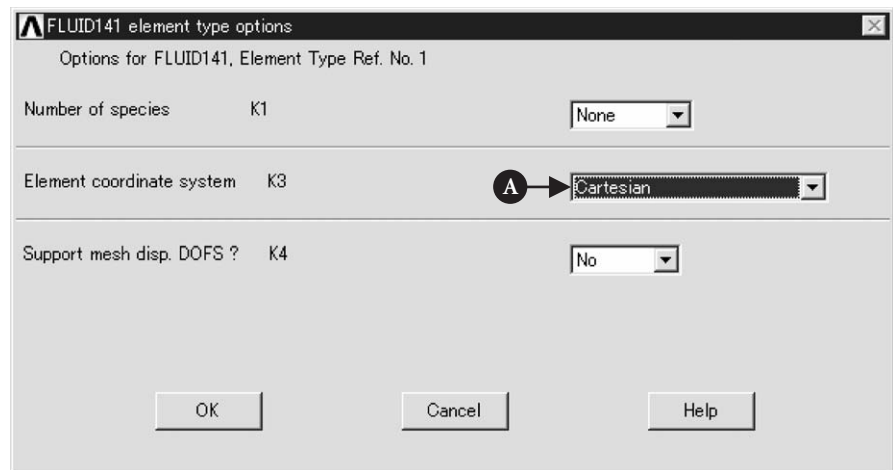 FLUID141 element type options
Options for FLUID141, Element Type Ref. No. 1
Number of species K1 None
Element coordinate system K3 A Cartesian
Support mesh disp. DOFS ? K4 No
OK Cancel Help